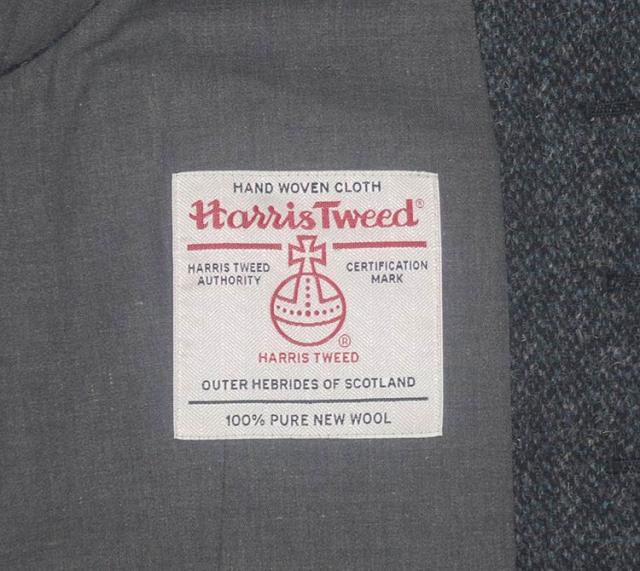 HAND WOVEN CLOTH
Harris Tweed®
HARRIS TWEED AUTHORITY
CERTIFICATION MARK
®
HARRIS TWEED
OUTER HEBRIDES OF SCOTLAND
100% PURE NEW WOOL